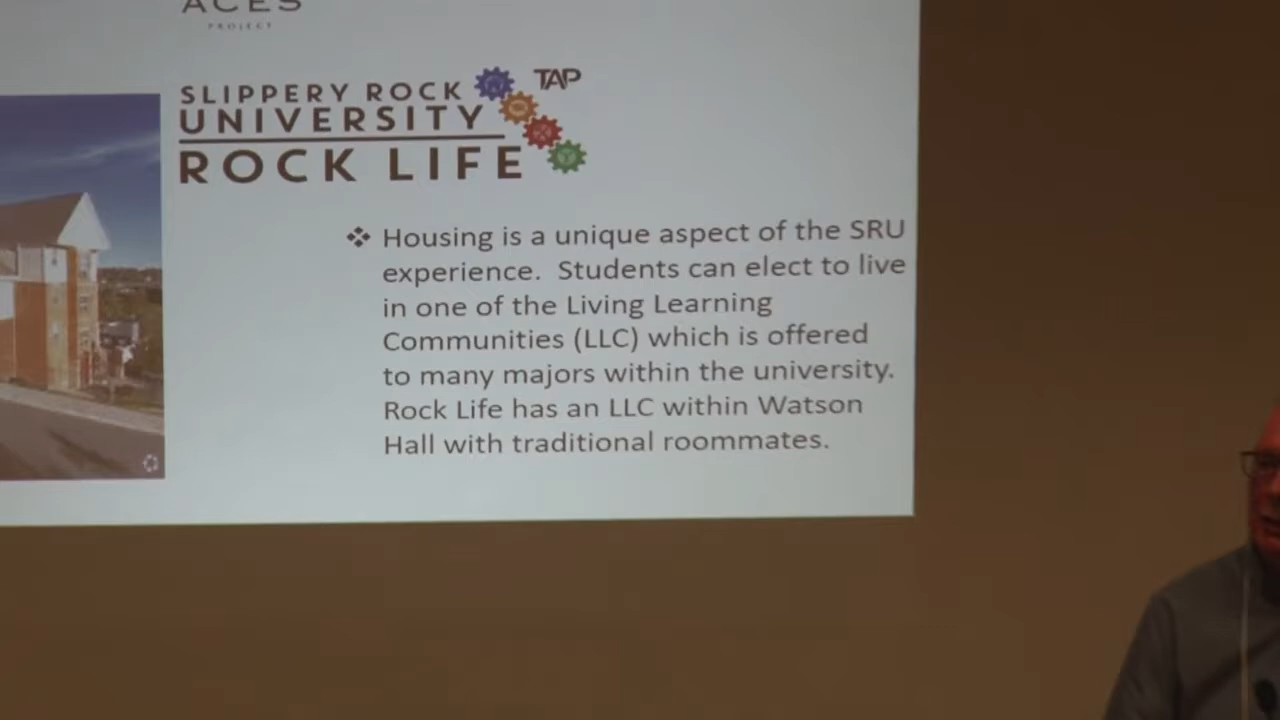 ACES
PROJECT
SLIPPERY ROCK
TAP
UNIVERSITY
ROCK LIFE
Housing is a unique aspect of the SRU
experience.  Students can elect to live
in one of the Living Learning
Communities (LLC) which is offered
to many majors within the university.
Rock Life has an LLC within Watson
Hall with traditional roommates.